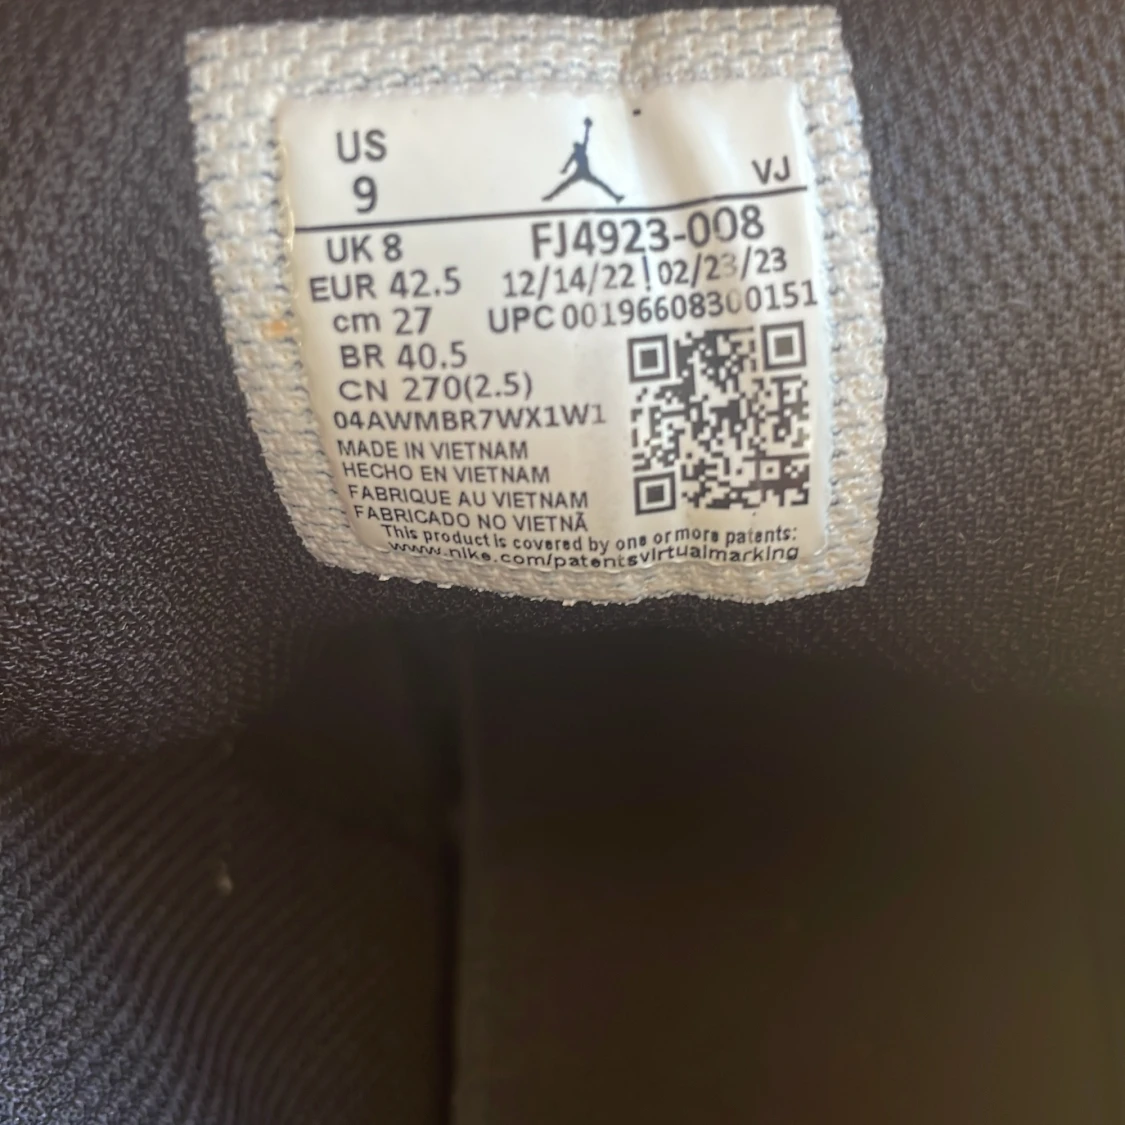 US
9
VJ
UK 8
FJ4923-008
EUR 42.5
12/14/22 | 02/23/23
cm 27
UPC 00196608300151
BR 40.5
CN 270(2.5)
04AWMBR7WX1W1
MADE IN VIETNAM
HECHO EN VIETNAM
FABRIQUE AU VIETNAM
FABRICADO NO VIETNÃ
This product is covered by one or more patents:
www.nike.com/patentsvirtualmarking